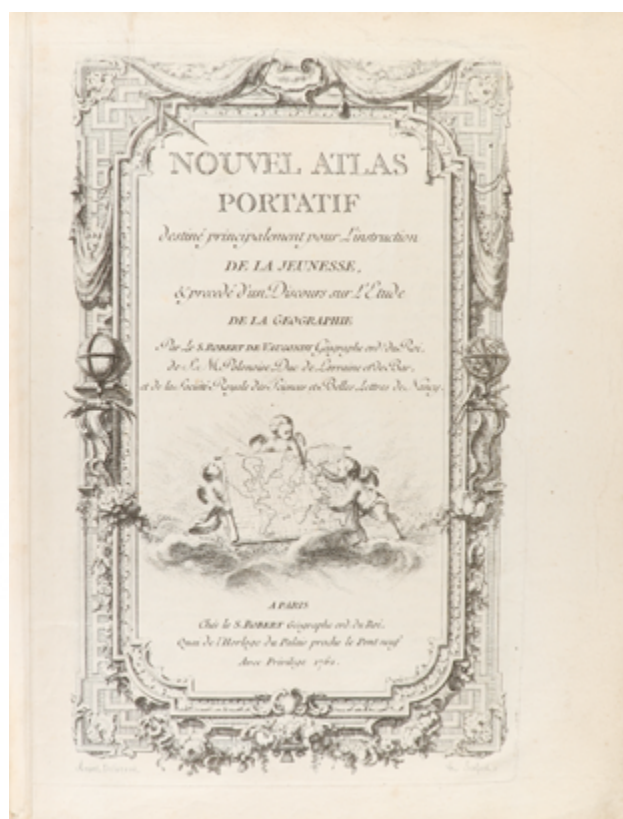 NOUVEL ATLAS
PORTATIF
destiné principalement pour L'instruction
DE LA JEUNESSE,
& précédé d'un Discours sur L'Etude
DE LA GEOGRAPHIE
Par Le S. ROBERT DE VAUGONDY Géographe ord. du Roi,
de S. M. Polonoise Duc de Lorraine et de Bar,
et de la Société Royale des Sciences et Belles Lettres de Nancy.
A PARIS
Chés le S. ROBERT Géographe ord. du Roi.
Quai de l'Horloge du Palais proche le Pont neuf
Avec Privilége 1762.